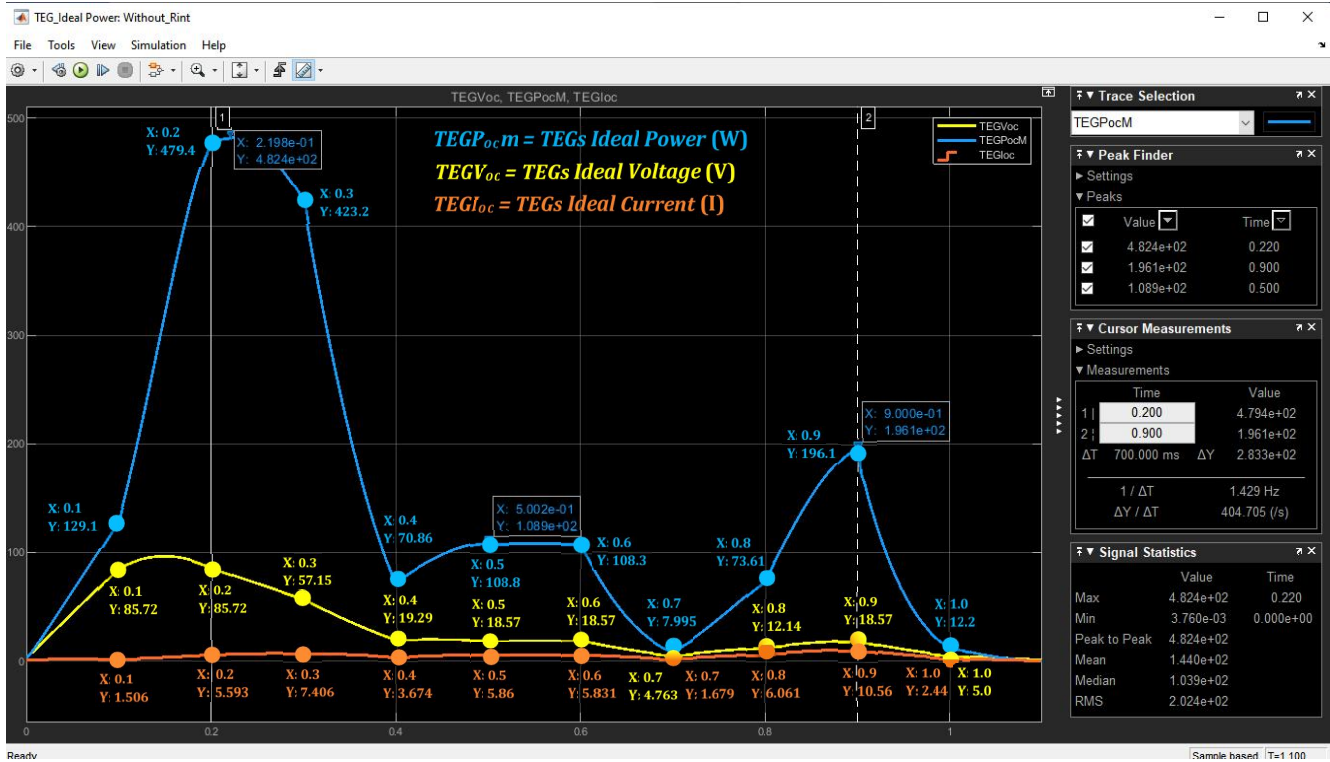 TEG_Ideal Power: Without_Rint
File Tools View Simulation Help
TEGVoc, TEGPocM, TEGIoc
TEGP_oc m = TEGs Ideal Power (W)
TEGV_oc = TEGs Ideal Voltage (V)
TEGI_oc = TEGs Ideal Current (I)
TEGVoc
TEGPocM
TEGIoc
1
2
500
400
300
200
100
0
0
0.2
0.4
0.6
0.8
1
X: 0.1
Y: 129.1
X: 0.2
Y: 479.4
X: 2.198e-01
Y: 4.824e+02
X: 0.3
Y: 423.2
X: 0.4
Y: 70.86
X: 5.002e-01
Y: 1.089e+02
X: 0.5
Y: 108.8
X: 0.6
Y: 108.3
X: 0.7
Y: 7.995
X: 0.8
Y: 73.61
X: 0.9
Y: 196.1
X: 9.000e-01
Y: 1.961e+02
X: 1.0
Y: 12.2
X: 0.1
Y: 85.72
X: 0.2
Y: 85.72
X: 0.3
Y: 57.15
X: 0.4
Y: 19.29
X: 0.5
Y: 18.57
X: 0.6
Y: 18.57
X: 0.7
Y: 4.763
X: 0.8
Y: 12.14
X: 0.9
Y: 18.57
X: 1.0
Y: 5.0
X: 0.1
Y: 1.506
X: 0.2
Y: 5.593
X: 0.3
Y: 7.406
X: 0.4
Y: 3.674
X: 0.5
Y: 5.86
X: 0.6
Y: 5.831
X: 0.7
Y: 1.679
X: 0.8
Y: 6.061
X: 0.9
Y: 10.56
X: 1.0
Y: 2.44
Trace Selection
TEGPocM
Peak Finder
Settings
Peaks
Value Time
4.824e+02 0.220
1.961e+02 0.900
1.089e+02 0.500
Cursor Measurements
Settings
Measurements
Time Value
1 0.200 4.794e+02
2 0.900 1.961e+02
ΔT 700.000 ms ΔY 2.833e+02
1 / ΔT 1.429 Hz
ΔY / ΔT 404.705 (/s)
Signal Statistics
Value Time
Max 4.824e+02 0.220
Min 3.760e-03 0.000e+00
Peak to Peak 4.824e+02
Mean 1.440e+02
Median 1.039e+02
RMS 2.024e+02
Ready
Sample based T=1.100